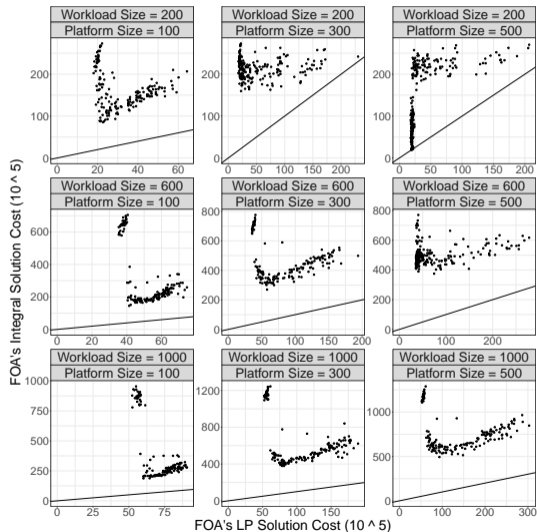 Workload Size = 200
Platform Size = 100
Workload Size = 200
Platform Size = 300
Workload Size = 200
Platform Size = 500
200
100
0
0 20 40 60
200
100
0
0 50 100 150 200
200
100
0
0 50 100 150 200
Workload Size = 600
Platform Size = 100
Workload Size = 600
Platform Size = 300
Workload Size = 600
Platform Size = 500
600
400
200
0
0 20 40 60
800
600
400
200
0
0 50 100 150 200
800
600
400
200
0
0 100 200
Workload Size = 1000
Platform Size = 100
Workload Size = 1000
Platform Size = 300
Workload Size = 1000
Platform Size = 500
1000
750
500
250
0
0 25 50 75
1200
800
400
0
0 50 100 150 200
1000
500
0
0 100 200 300
FOA's Integral Solution Cost (10 ^ 5)
FOA's LP Solution Cost (10 ^ 5)